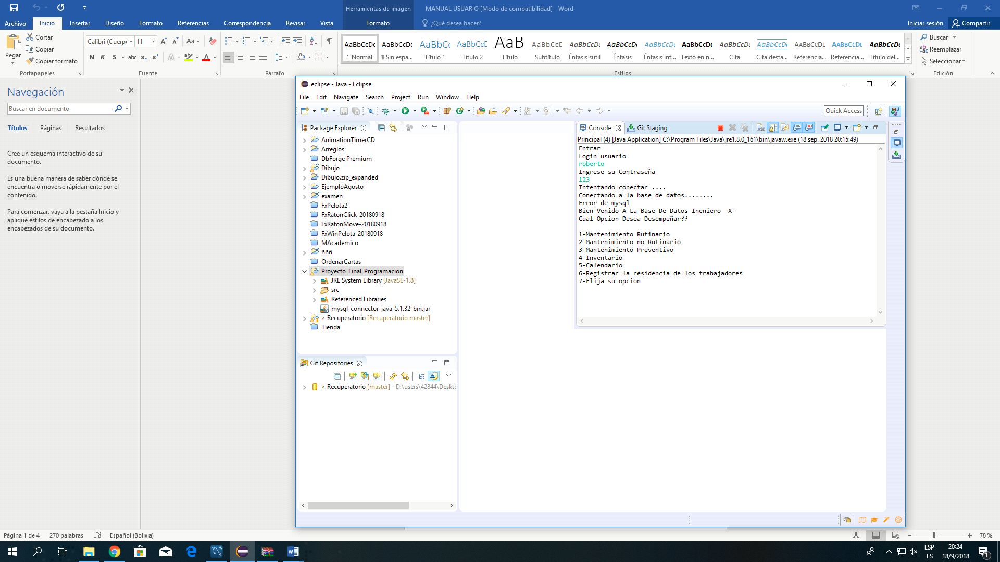 Herramientas de imagen
MANUAL USUARIO [Modo de compatibilidad] - Word
Archivo
Inicio
Insertar
Diseño
Formato
Referencias
Correspondencia
Revisar
Vista
Formato
¿Qué desea hacer?
Iniciar sesión
Compartir
Pegar
Cortar
Copiar
Copiar formato
Portapapeles
Calibri (Cuerpo
11
Aa
N K S abc x₂ x²
Fuente
Párrafo
AaBbCcDc AaBbCcDc AaBbC( AaBbCcD AaB AaBbCcD AaBbCcDc AaBbCcDc AaBbCcDc AaBbCcDc AaBbCcDc AaBbCcDc AABBCCDD AABBCCDD AaBbCcDc
¶ Normal
¶ Sin espa...
Título 1
Título 2
Título
Subtítulo
Énfasis sutil
Énfasis
Énfasis int...
Texto en n...
Cita
Cita desta...
Referencia...
Referencia...
Título del...
Estilos
Buscar
Reemplazar
Seleccionar
Edición
Navegación
Buscar en documento
Títulos
Páginas
Resultados
Cree un esquema interactivo de su
documento.
Es una buena manera de saber dónde se
encuentra o moverse rápidamente por el
contenido.
Para comenzar, vaya a la pestaña Inicio y
aplique estilos de encabezado a los
encabezados de su documento.
eclipse - Java - Eclipse
File Edit Navigate Search Project Run Window Help
Quick Access
Package Explorer
AnimationTimerCD
Arreglos
DbForge Premium
Dibujo
Dibujo.zip_expanded
EjemploAgosto
examen
FxPelota2
FxRatonClick-20180918
FxRatonMove-20180918
FxWinPelota-20180918
MAcademico
ñññ
OrdenarCartas
Proyecto_Final_Programacion
JRE System Library [JavaSE-1.8]
src
Referenced Libraries
mysql-connector-java-5.1.32-bin.jar
> Recuperatorio [Recuperatorio master]
Tienda
Git Repositories
> Recuperatorio [master] - D:\users\42844\Deskto
Console
Git Staging
Principal (4) [Java Application] C:\Program Files\Java\jre1.8.0_161\bin\javaw.exe (18 sep. 2018 20:15:49)
Entrar
Login usuario
roberto
Ingrese su Contraseña
123
Intentando conectar ....
Conectando a la base de datos........
Error de mysql
Bien Venido A La Base De Datos Ineniero ¨X¨
Cual Opcion Desea Desempeñar??
1-Mantenimiento Rutinario
2-Mantenimiento no Rutinario
3-Mantenimiento Preventivo
4-Inventario
5-Calendario
6-Registrar la residencia de los trabajadores
7-Elija su opcion
Página 1 de 4
270 palabras
Español (Bolivia)
78 %
ESP
ES
20:24
18/9/2018
1